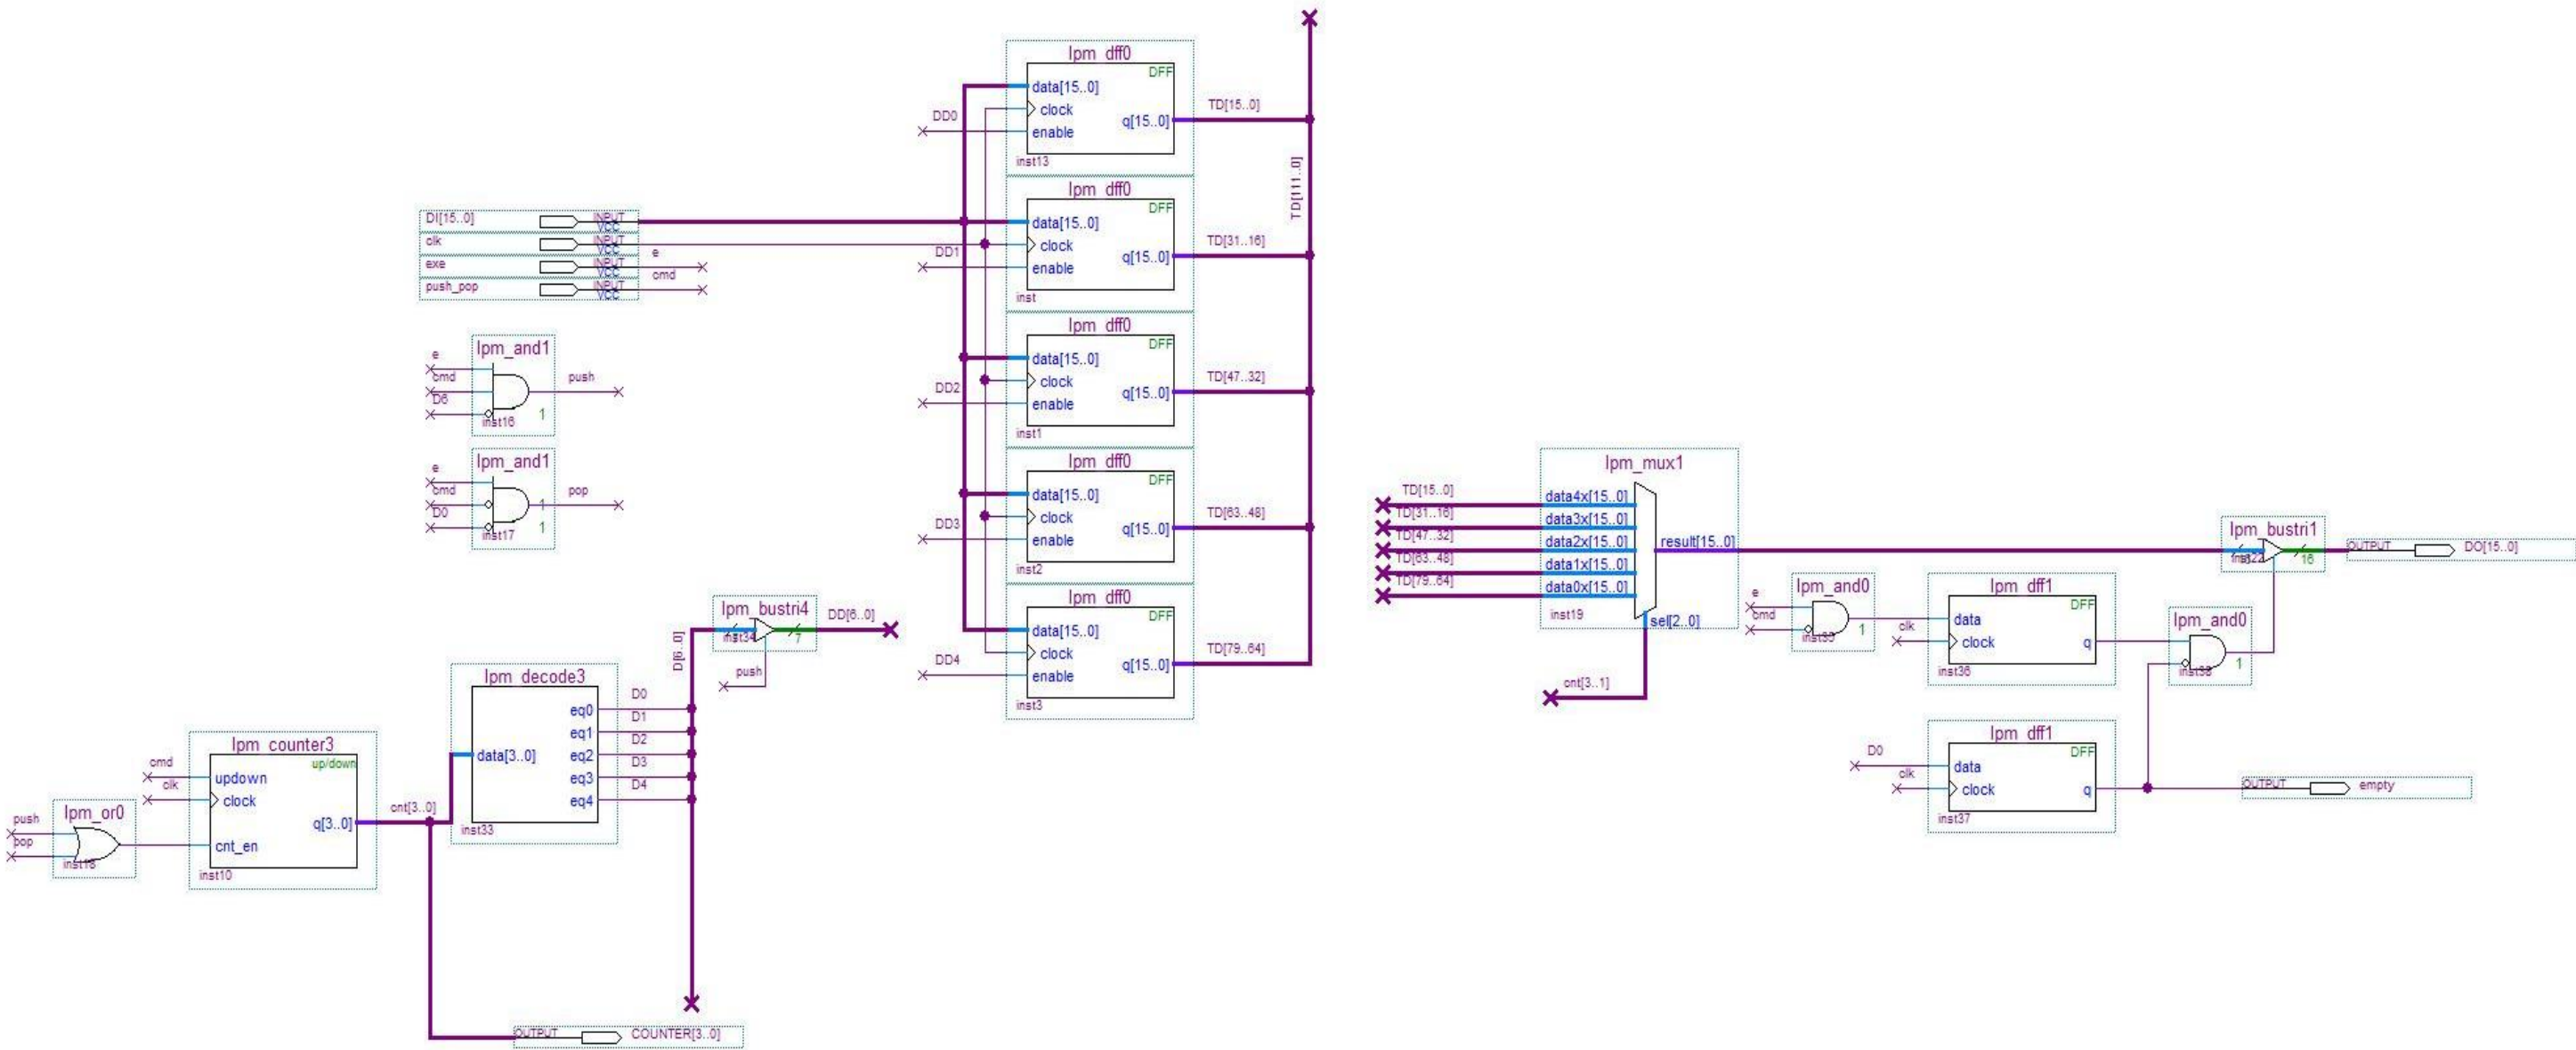 lpm_dff0
DFF
data[15..0]
clock
enable
q[15..0]
inst13
DD0
TD[15..0]
TD[111..0]
lpm_dff0
DFF
data[15..0]
clock
enable
q[15..0]
inst
DD1
TD[31..16]
DI[15..0] INPUT VCC
clk INPUT VCC
exe INPUT VCC e
push_pop INPUT VCC cmd
lpm_dff0
DFF
data[15..0]
clock
enable
q[15..0]
inst1
DD2
TD[47..32]
lpm_and1
e
cmd
D6
push
1
inst16
lpm_and1
e
cmd
D0
pop
1
1
inst17
lpm_dff0
DFF
data[15..0]
clock
enable
q[15..0]
inst2
DD3
TD[63..48]
lpm_dff0
DFF
data[15..0]
clock
enable
q[15..0]
inst3
DD4
TD[79..64]
lpm_bustri4
inst34
7
DD[6..0]
push
D[6..0]
lpm_decode3
data[3..0]
eq0
eq1
eq2
eq3
eq4
inst33
D0
D1
D2
D3
D4
lpm_counter3
up/down
updown
clock
q[3..0]
cnt_en
inst10
cmd
clk
cnt[3..0]
lpm_or0
push
pop
inst18
OUTPUT COUNTER[3..0]
lpm_mux1
TD[15..0]
TD[31..16]
TD[47..32]
TD[63..48]
TD[79..64]
data4x[15..0]
data3x[15..0]
data2x[15..0]
data1x[15..0]
data0x[15..0]
result[15..0]
sel[2..0]
inst19
cnt[3..1]
lpm_bustri1
inst22
16
OUTPUT DO[15..0]
lpm_and0
e
cmd
1
inst35
lpm_dff1
DFF
data
clock
q
clk
inst36
lpm_and0
1
lpm_dff1
DFF
data
clock
q
D0
clk
inst37
OUTPUT empty